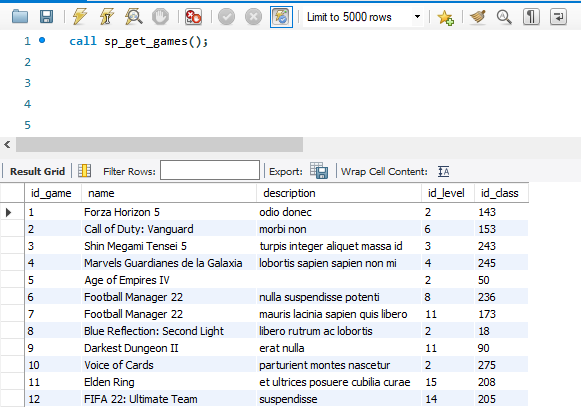 Limit to 5000 rows
1 call sp_get_games();
2
3
4
5
Result Grid Filter Rows: Export: Wrap Cell Content: IA
id_game name description id_level id_class
1 Forza Horizon 5 odio donec 2 143
2 Call of Duty: Vanguard morbi non 6 153
3 Shin Megami Tensei 5 turpis integer aliquet massa id 3 243
4 Marvels Guardianes de la Galaxia lobortis sapien sapien non mi 4 245
5 Age of Empires IV 2 50
6 Football Manager 22 nulla suspendisse potenti 8 236
7 Football Manager 22 mauris lacinia sapien quis libero 11 173
8 Blue Reflection: Second Light libero rutrum ac lobortis 2 18
9 Darkest Dungeon II erat nulla 11 90
10 Voice of Cards parturient montes nascetur 2 275
11 Elden Ring et ultrices posuere cubilia curae 15 208
12 FIFA 22: Ultimate Team suspendisse 14 205